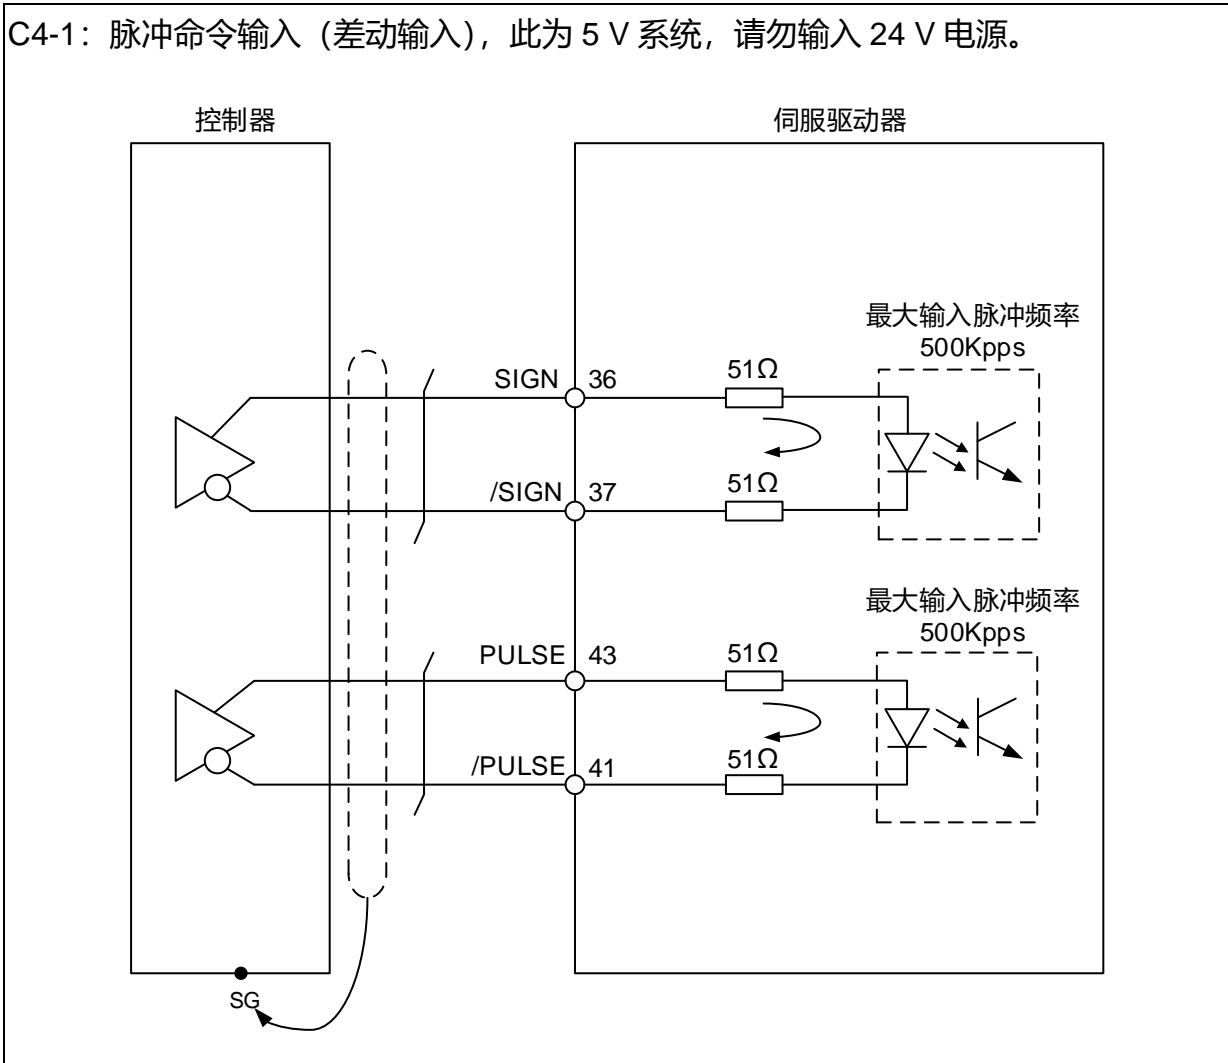 C4-1：脉冲命令输入（差动输入），此为 5 V 系统，请勿输入 24 V 电源。
控制器
伺服驱动器
最大输入脉冲频率
500Kpps
SIGN 36
51Ω
/SIGN 37
51Ω
最大输入脉冲频率
500Kpps
PULSE 43
51Ω
/PULSE 41
51Ω
SG